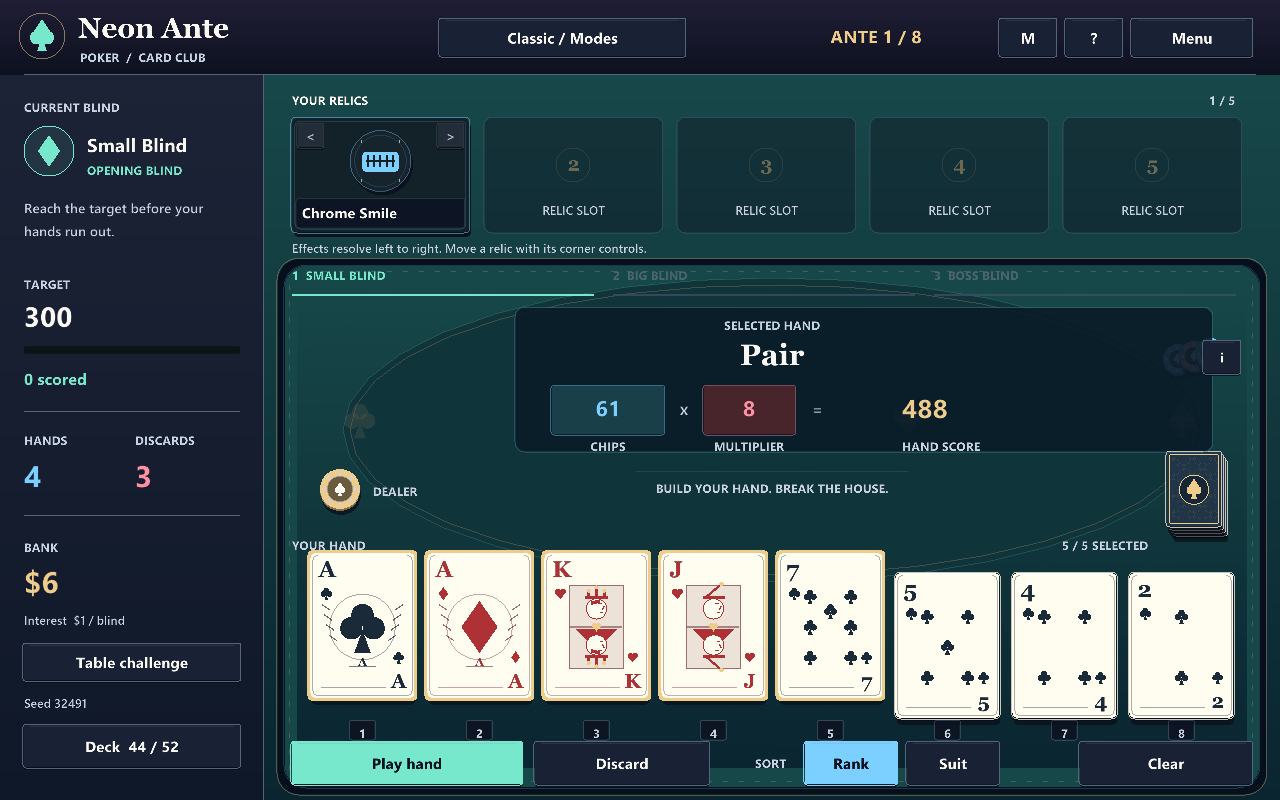 Neon Ante
POKER / CARD CLUB
Classic / Modes
ANTE 1 / 8
M
?
Menu
CURRENT BLIND
Small Blind
OPENING BLIND
Reach the target before your
hands run out.
TARGET
300
0 scored
HANDS
DISCARDS
4
3
BANK
$6
Interest $1 / blind
Table challenge
Seed 32491
Deck 44 / 52
YOUR RELICS
1 / 5
<
>
Chrome Smile
2
RELIC SLOT
3
RELIC SLOT
4
RELIC SLOT
5
RELIC SLOT
Effects resolve left to right. Move a relic with its corner controls.
1 SMALL BLIND
2 BIG BLIND
3 BOSS BLIND
SELECTED HAND
Pair
i
61
x
8
=
488
CHIPS
MULTIPLIER
HAND SCORE
DEALER
BUILD YOUR HAND. BREAK THE HOUSE.
YOUR HAND
5 / 5 SELECTED
A
A
A
A
A
A
K
K
J
J
7
7
5
5
4
4
2
2
1
2
3
4
5
6
7
8
Play hand
Discard
SORT
Rank
Suit
Clear